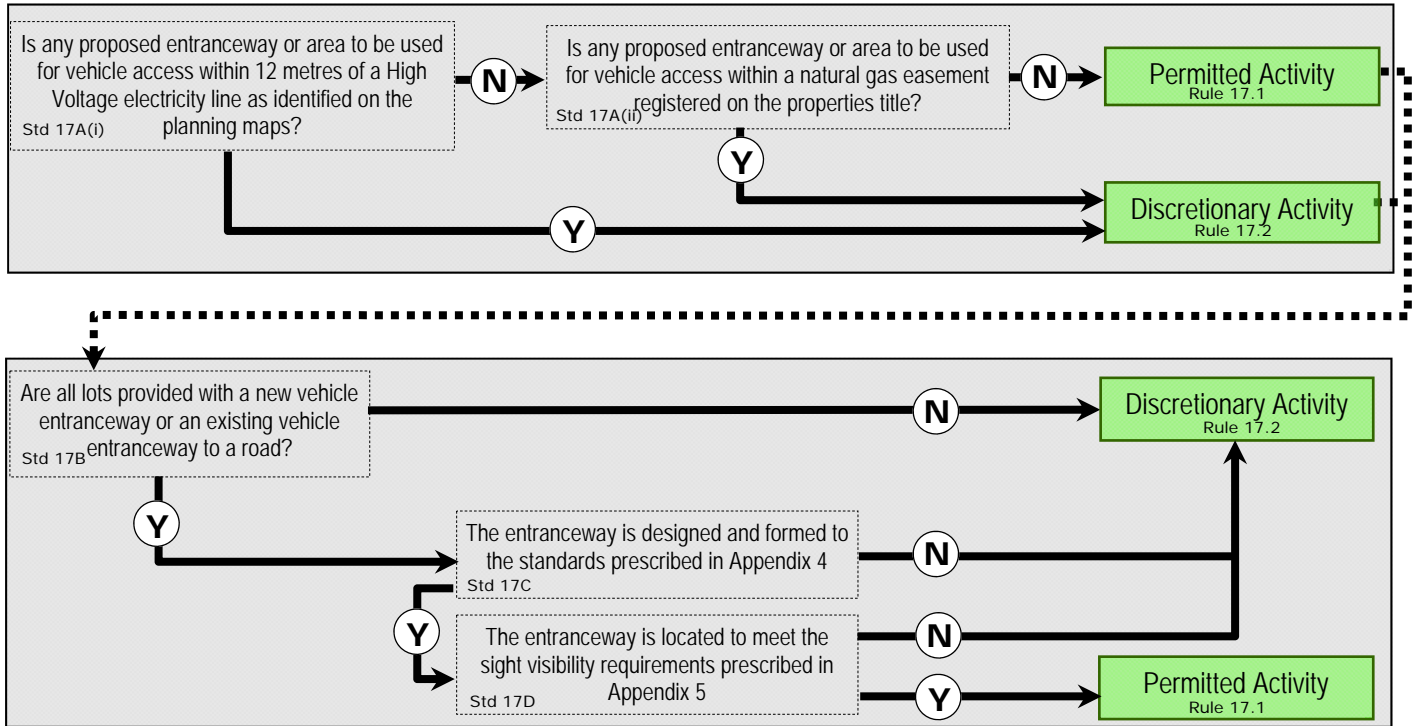 Is any proposed entranceway or area to be used
for vehicle access within 12 metres of a High
Voltage electricity line as identified on the
planning maps?
Std 17A(i)
N
Is any proposed entranceway or area to be used
for vehicle access within a natural gas easement
registered on the properties title?
Std 17A(ii)
N
Permitted Activity
Rule 17.1
Y
Discretionary Activity
Rule 17.2
Y
Are all lots provided with a new vehicle
entranceway or an existing vehicle
entranceway to a road?
Std 17B
N
Discretionary Activity
Rule 17.2
Y
The entranceway is designed and formed to
the standards prescribed in Appendix 4
Std 17C
N
Y
The entranceway is located to meet the
sight visibility requirements prescribed in
Appendix 5
Std 17D
N
Y
Permitted Activity
Rule 17.1